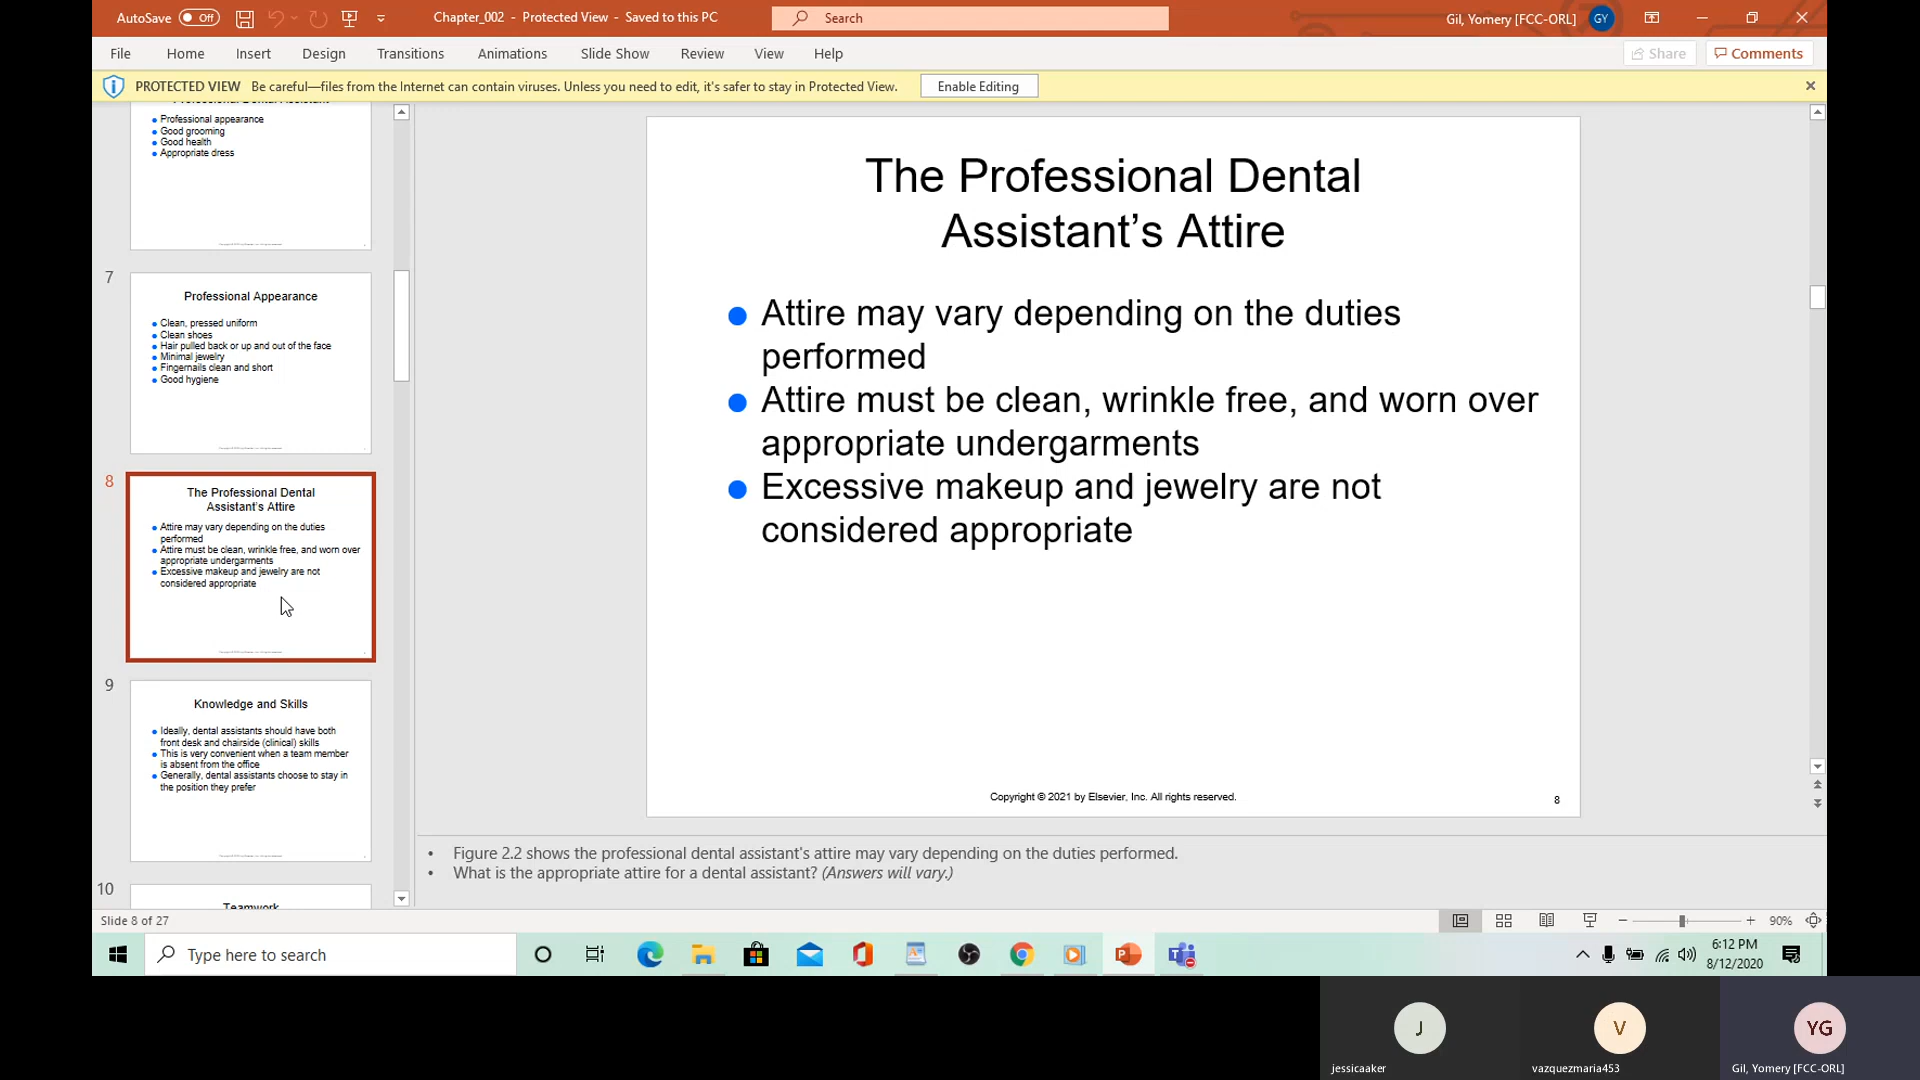 AutoSave Off
Chapter_002 - Protected View - Saved to this PC
Search
Gil, Yomery [FCC-ORL] GY
File Home Insert Design Transitions Animations Slide Show Review View Help
Share Comments
PROTECTED VIEW Be careful—files from the Internet can contain viruses. Unless you need to edit, it's safer to stay in Protected View. Enable Editing
Professional Dental Assistant
Professional appearance
Good grooming
Good health
Appropriate dress
7
Professional Appearance
Clean, pressed uniform
Clean shoes
Hair pulled back or up and out of the face
Minimal jewelry
Fingernails clean and short
Good hygiene
8
The Professional Dental
Assistant's Attire
Attire may vary depending on the duties
performed
Attire must be clean, wrinkle free, and worn over
appropriate undergarments
Excessive makeup and jewelry are not
considered appropriate
9
Knowledge and Skills
Ideally, dental assistants should have both
front desk and chairside (clinical) skills
This is very convenient when a team member
is absent from the office
Generally, dental assistants choose to stay in
the position they prefer
10
Teamwork
The Professional Dental
Assistant’s Attire
Attire may vary depending on the duties
performed
Attire must be clean, wrinkle free, and worn over
appropriate undergarments
Excessive makeup and jewelry are not
considered appropriate
Copyright © 2021 by Elsevier, Inc. All rights reserved.
8
• Figure 2.2 shows the professional dental assistant's attire may vary depending on the duties performed.
• What is the appropriate attire for a dental assistant? (Answers will vary.)
Slide 8 of 27
90%
Type here to search
6:12 PM
8/12/2020
J
V
YG
jessicaaker
vazquezmaria453
Gil, Yomery [FCC-ORL]